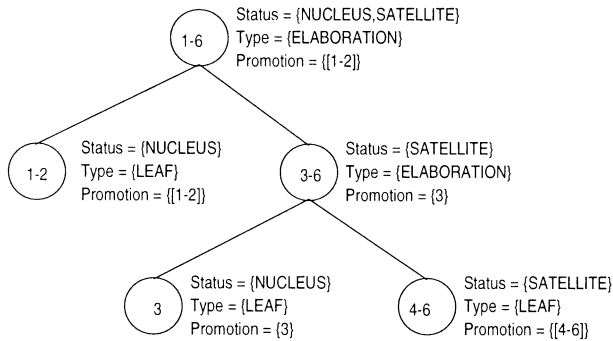 1-6
Status = {NUCLEUS,SATELLITE}
Type = {ELABORATION}
Promotion = {[1-2]}
1-2
Status = {NUCLEUS}
Type = {LEAF}
Promotion = {[1-2]}
3-6
Status = {SATELLITE}
Type = {ELABORATION}
Promotion = {3}
3
Status = {NUCLEUS}
Type = {LEAF}
Promotion = {3}
4-6
Status = {SATELLITE}
Type = {LEAF}
Promotion = {[4-6]}